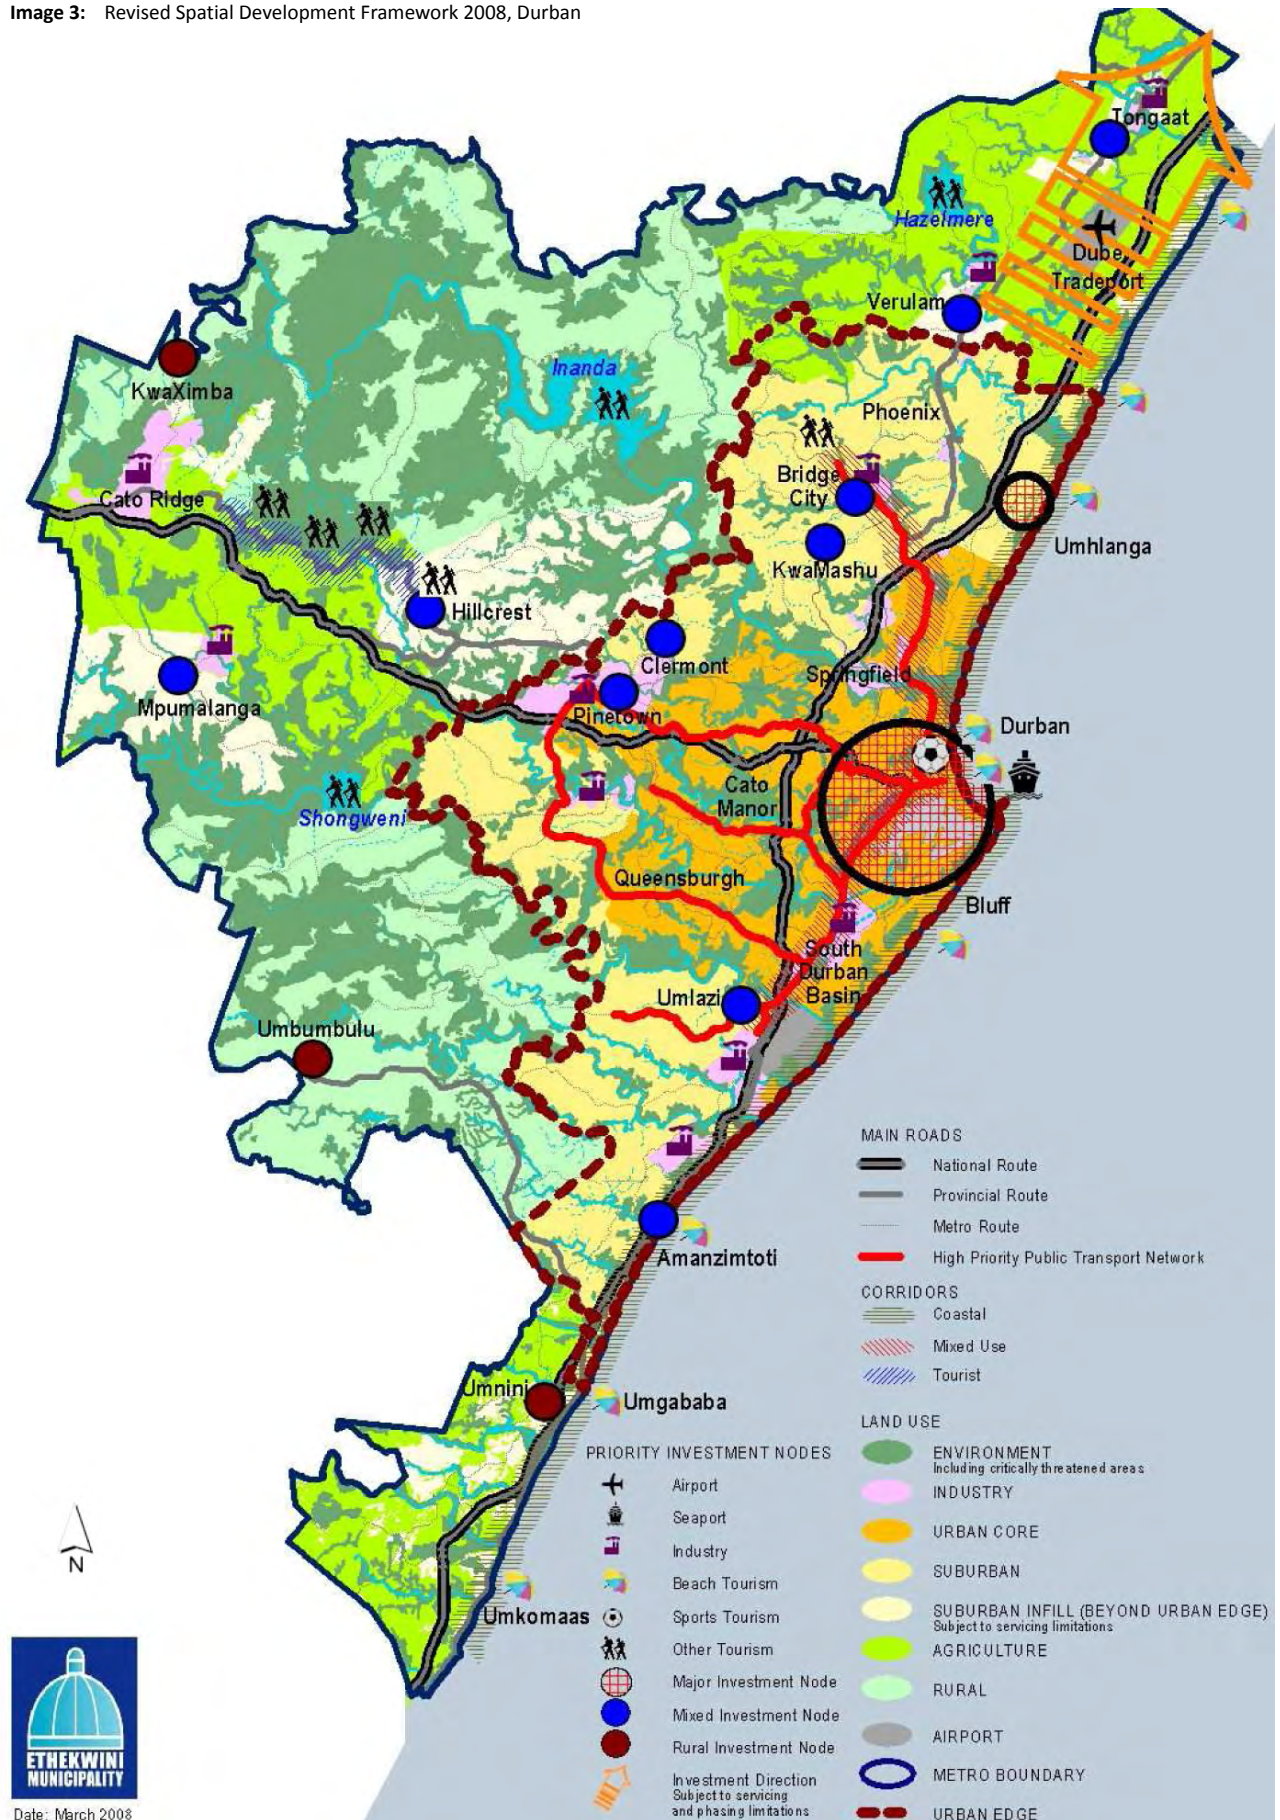 Image 3: Revised Spatial Development Framework 2008, Durban
Tongaat
Hazelmere
Dube
Tradeport
Verulam
KwaXimba
Inanda
Phoenix
Bridge
City
Cato Ridge
Umhlanga
KwaMashu
Hillcrest
Clermont
Springfield
Mpumalanga
Pinetown
Durban
Cato
Manor
Shongweni
Queensburgh
Bluff
South
Durban
Basin
Umlazi
Umbumbulu
Amanzimtoti
Umnini
Umgababa
Umkomaas
MAIN ROADS
National Route
Provincial Route
Metro Route
High Priority Public Transport Network
CORRIDORS
Coastal
Mixed Use
Tourist
PRIORITY INVESTMENT NODES
Airport
Seaport
Industry
Beach Tourism
Sports Tourism
Other Tourism
Major Investment Node
Mixed Investment Node
Rural Investment Node
Investment Direction
Subject to servicing
and phasing limitations
LAND USE
ENVIRONMENT
Including critically threatened areas
INDUSTRY
URBAN CORE
SUBURBAN
SUBURBAN INFILL (BEYOND URBAN EDGE)
Subject to servicing limitations
AGRICULTURE
RURAL
AIRPORT
METRO BOUNDARY
URBAN EDGE
N
ETHEKWINI
MUNICIPALITY
Date: March 2008